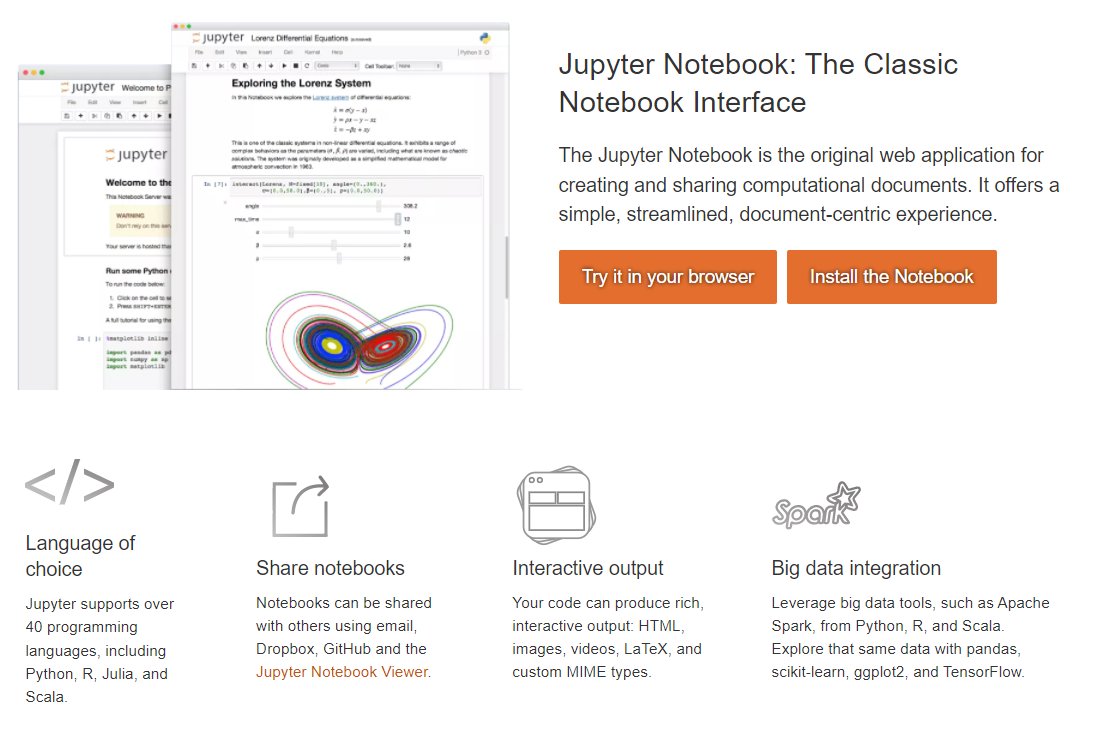 jupyter Lorenz Differential Equations (autosaved)
File Edit View Insert Cell Kernel Help
Python 3 O
Code Cell Toolbar: None
Exploring the Lorenz System
In this Notebook we explore the Lorenz system of differential equations:
ẋ = σ(y − x)
ẏ = ρx − y − xz
ż = −βz + xy
This is one of the classic systems in non-linear differential equations. It exhibits a range of
complex behaviors as the parameters (σ, β, ρ) are varied, including what are known as chaotic
solutions. The system was originally developed as a simplified mathematical model for
atmospheric convection in 1963.
In [7]: interact(Lorenz, N=fixed(10), angle=(0.,360.),
σ=(0.0,50.0),β=(0.,5), ρ=(0.0,50.0))
angle 308.2
max_time 12
σ 10
β 2.6
ρ 28
jupyter Welcome to P
File Edit View Insert Cell
jupyter
Welcome to the
This Notebook Server was
WARNING
Don't rely on this serv
Your server is hosted than
Run some Python
To run the code below:
1. Click on the cell to se
2. Press SHIFT+ENTER
A full tutorial for using the
In [ ]: %matplotlib inline
import pandas as pd
import numpy as np
import matplotlib
Jupyter Notebook: The Classic
Notebook Interface
The Jupyter Notebook is the original web application for
creating and sharing computational documents. It offers a
simple, streamlined, document-centric experience.
Try it in your browser Install the Notebook
</>
Language of
choice
Jupyter supports over
40 programming
languages, including
Python, R, Julia, and
Scala.
Share notebooks
Notebooks can be shared
with others using email,
Dropbox, GitHub and the
Jupyter Notebook Viewer.
Interactive output
Your code can produce rich,
interactive output: HTML,
images, videos, LaTeX, and
custom MIME types.
Spark
Big data integration
Leverage big data tools, such as Apache
Spark, from Python, R, and Scala.
Explore that same data with pandas,
scikit-learn, ggplot2, and TensorFlow.